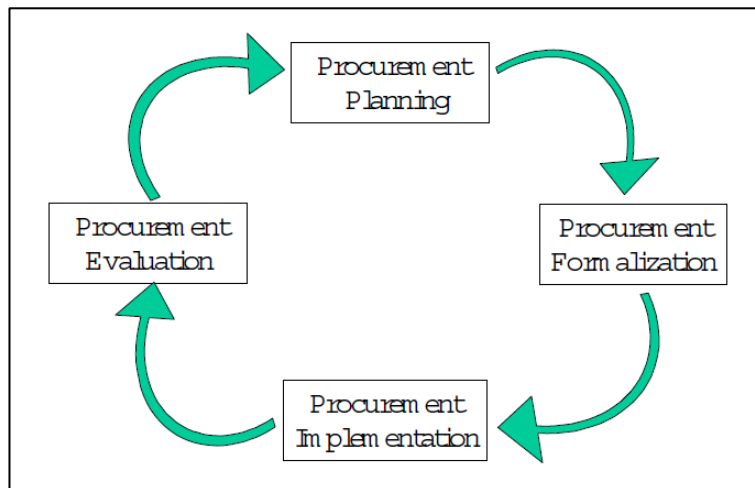 Procurement
Planning
Procurement
Formalization
Procurement
Implementation
Procurement
Evaluation